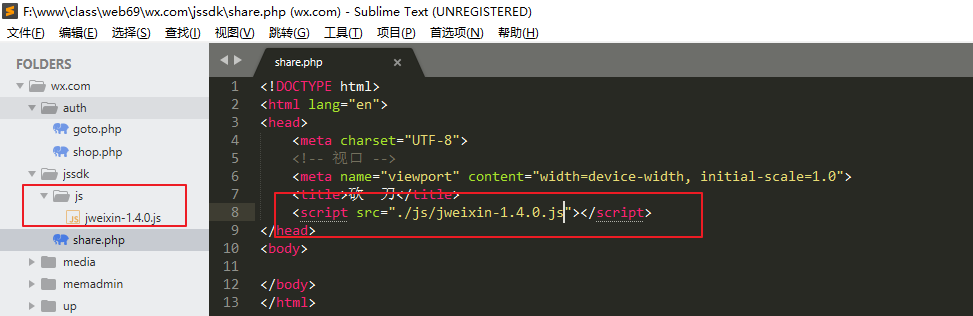 F:\www\class\web69\wx.com\jssdk\share.php (wx.com) - Sublime Text (UNREGISTERED)
文件(F) 编辑(E) 选择(S) 查找(I) 视图(V) 跳转(G) 工具(T) 项目(P) 首选项(N) 帮助(H)
FOLDERS
wx.com
auth
goto.php
shop.php
jssdk
js
jweixin-1.4.0.js
share.php
media
memadmin
up
share.php
1 <!DOCTYPE html>
2 <html lang="en">
3 <head>
4 <meta charset="UTF-8">
5 <!-- 视口 -->
6 <meta name="viewport" content="width=device-width, initial-scale=1.0">
7 <title>砍一刀</title>
8 <script src="./js/jweixin-1.4.0.js"></script>
9 </head>
10 <body>
11
12 </body>
13 </html>